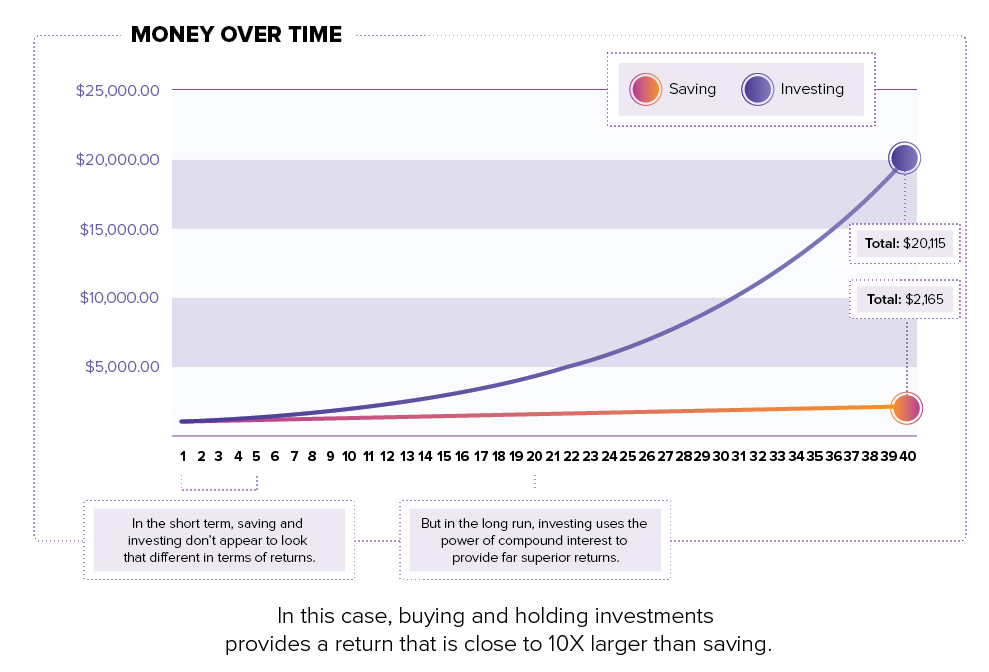 MONEY OVER TIME
Saving
Investing
$25,000.00
$20,000.00
$15,000.00
$10,000.00
$5,000.00
Total: $20,115
Total: $2,165
1 2 3 4 5 6 7 8 9 10 11 12 13 14 15 16 17 18 19 20 21 22 23 24 25 26 27 28 29 30 31 32 33 34 35 36 37 38 39 40
In the short term, saving and
investing don't appear to look
that different in terms of returns.
But in the long run, investing uses the
power of compound interest to
provide far superior returns.
In this case, buying and holding investments
provides a return that is close to 10X larger than saving.